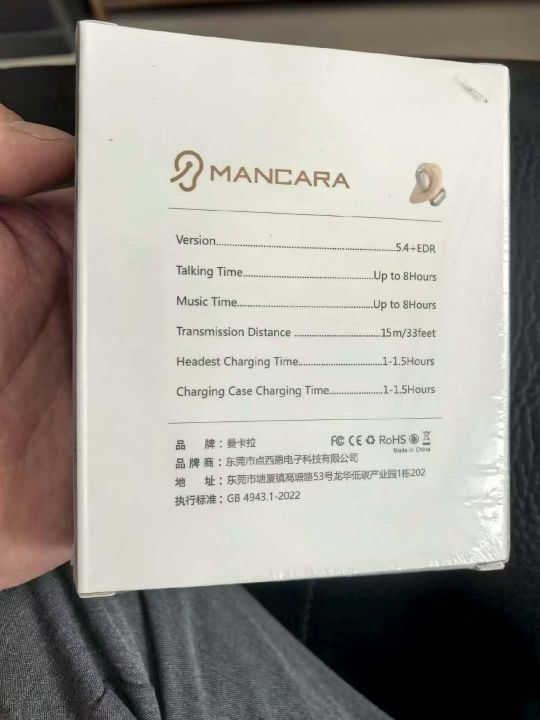 MANCARA
Version.....................................................5.4+EDR
Talking Time......................................Up to 8Hours
Music Time........................................Up to 8Hours
Transmission Distance ..........................15m/33feet
Headest Charging Time..........................1-1.5Hours
Charging Case Charging Time.................1-1.5Hours
品 牌：曼卡拉 FC CE RoHS
Made in China
品 牌 商：东莞市点西恩电子科技有限公司
地 址：东莞市塘厦镇高塘路53号龙华低碳产业园1栋202
执行标准：GB 4943.1-2022